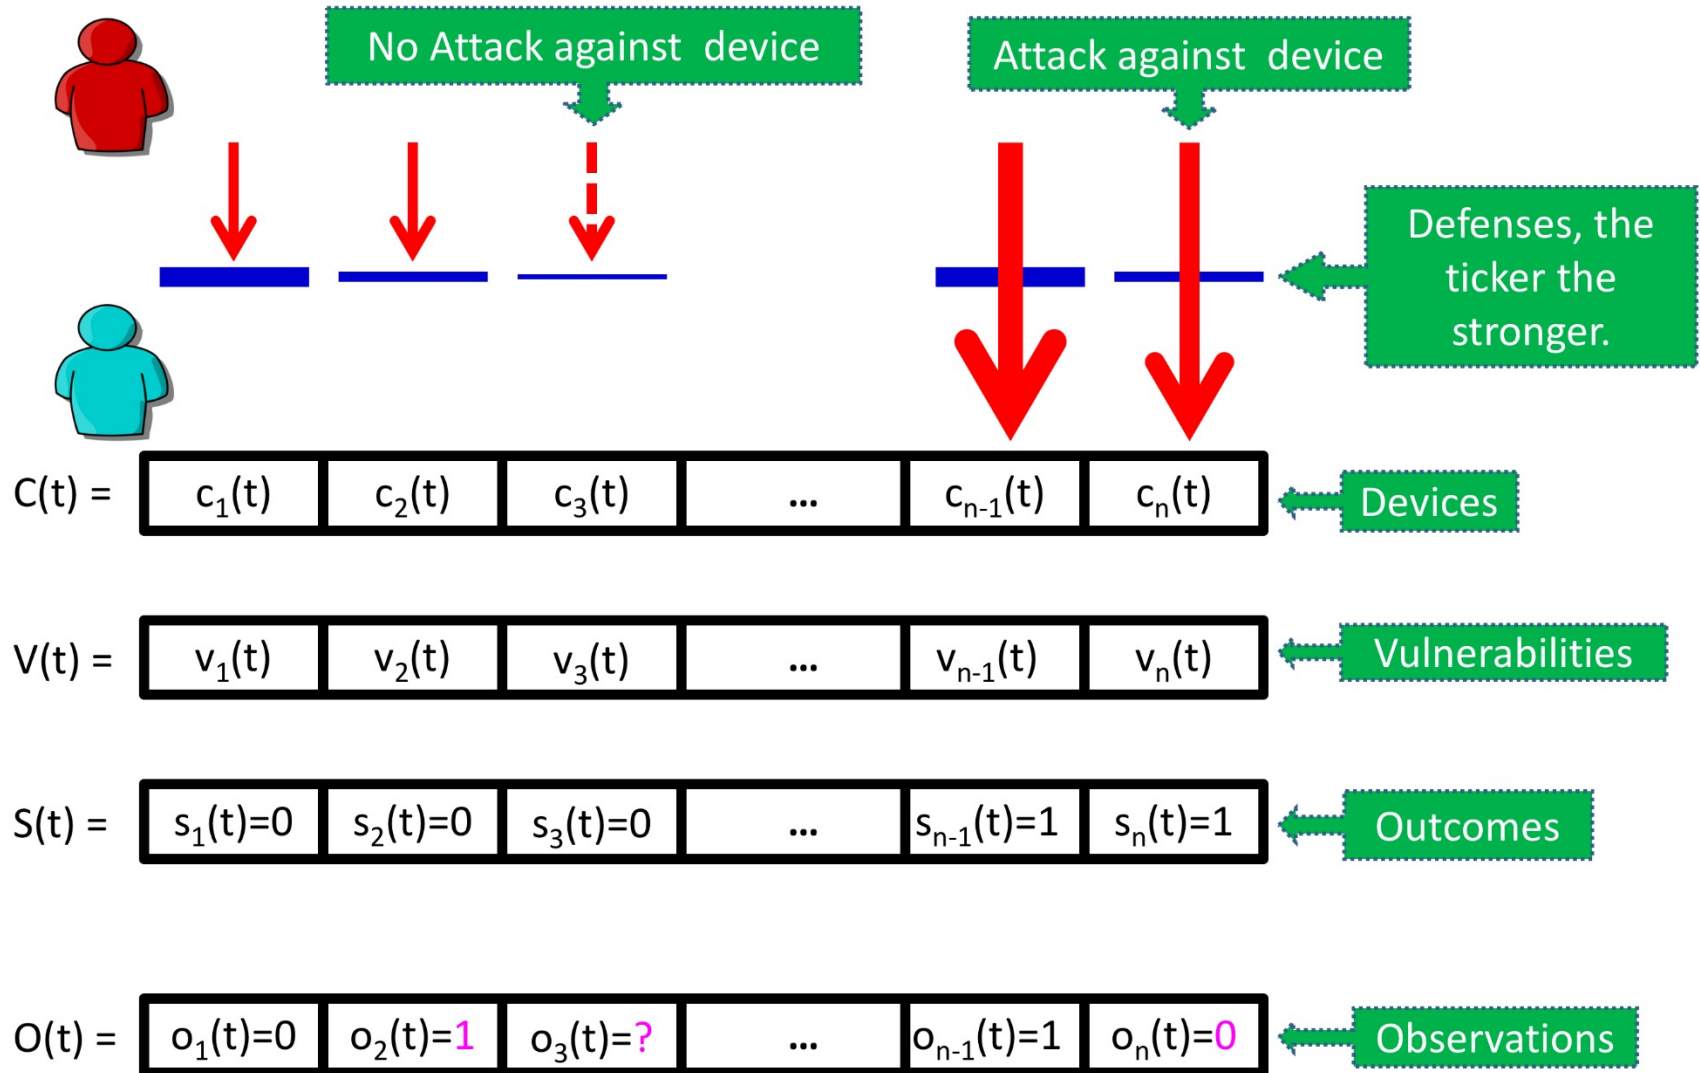 No Attack against device
Attack against device
Defenses, the
ticker the
stronger.
C(t) = c₁(t) c₂(t) c₃(t) ... cₙ₋₁(t) cₙ(t) Devices
V(t) = v₁(t) v₂(t) v₃(t) ... vₙ₋₁(t) vₙ(t) Vulnerabilities
S(t) = s₁(t)=0 s₂(t)=0 s₃(t)=0 ... sₙ₋₁(t)=1 sₙ(t)=1 Outcomes
O(t) = o₁(t)=0 o₂(t)=1 o₃(t)=? ... oₙ₋₁(t)=1 oₙ(t)=0 Observations